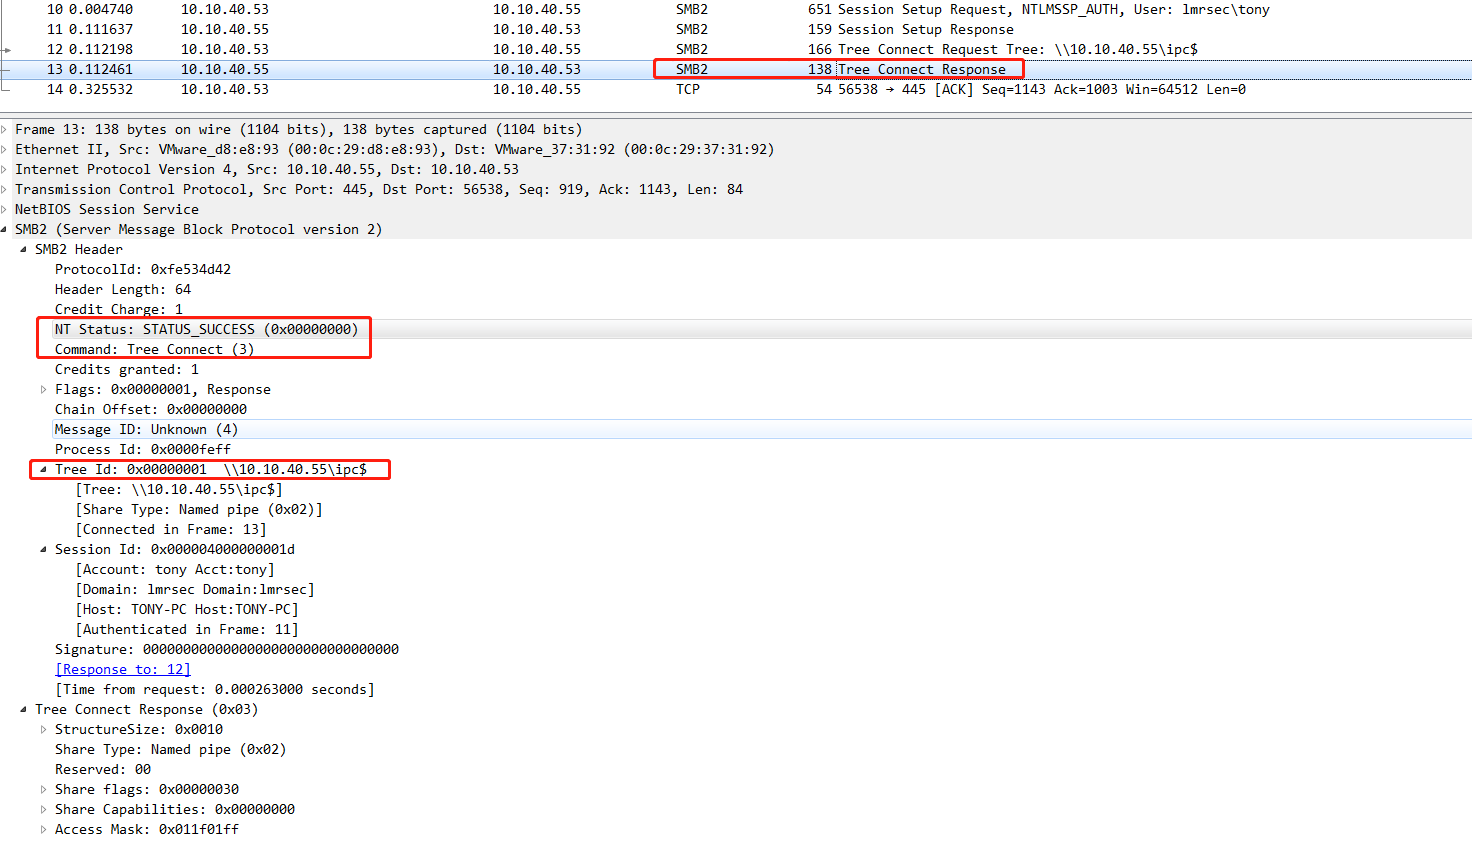 10 0.004740 10.10.40.53 10.10.40.55 SMB2 651 Session Setup Request, NTLMSSP_AUTH, User: lmrsec\tony
11 0.111637 10.10.40.55 10.10.40.53 SMB2 159 Session Setup Response
12 0.112198 10.10.40.53 10.10.40.55 SMB2 166 Tree Connect Request Tree: \\10.10.40.55\ipc$
13 0.112461 10.10.40.55 10.10.40.53 SMB2 138 Tree Connect Response
14 0.325532 10.10.40.53 10.10.40.55 TCP 54 56538 → 445 [ACK] Seq=1143 Ack=1003 Win=64512 Len=0
Frame 13: 138 bytes on wire (1104 bits), 138 bytes captured (1104 bits)
Ethernet II, Src: VMware_d8:e8:93 (00:0c:29:d8:e8:93), Dst: VMware_37:31:92 (00:0c:29:37:31:92)
Internet Protocol Version 4, Src: 10.10.40.55, Dst: 10.10.40.53
Transmission Control Protocol, Src Port: 445, Dst Port: 56538, Seq: 919, Ack: 1143, Len: 84
NetBIOS Session Service
SMB2 (Server Message Block Protocol version 2)
SMB2 Header
ProtocolId: 0xfe534d42
Header Length: 64
Credit Charge: 1
NT Status: STATUS_SUCCESS (0x00000000)
Command: Tree Connect (3)
Credits granted: 1
Flags: 0x00000001, Response
Chain Offset: 0x00000000
Message ID: Unknown (4)
Process Id: 0x0000feff
Tree Id: 0x00000001 \\10.10.40.55\ipc$
[Tree: \\10.10.40.55\ipc$]
[Share Type: Named pipe (0x02)]
[Connected in Frame: 13]
Session Id: 0x000004000000001d
[Account: tony Acct:tony]
[Domain: lmrsec Domain:lmrsec]
[Host: TONY-PC Host:TONY-PC]
[Authenticated in Frame: 11]
Signature: 00000000000000000000000000000000
[Response to: 12]
[Time from request: 0.000263000 seconds]
Tree Connect Response (0x03)
StructureSize: 0x0010
Share Type: Named pipe (0x02)
Reserved: 00
Share flags: 0x00000030
Share Capabilities: 0x00000000
Access Mask: 0x011f01ff